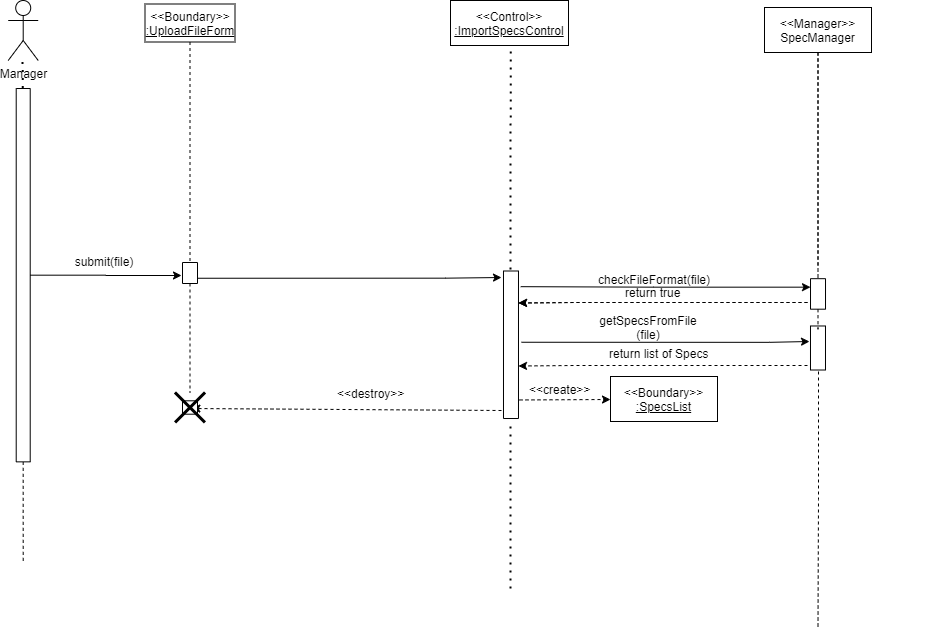 <<Boundary>>
:UploadFileForm
<<Control>>
:ImportSpecsControl
<<Manager>>
SpecManager
Manager
submit(file)
checkFileFormat(file)
return true
getSpecsFromFile
(file)
return list of Specs
<<destroy>>
<<create>>
<<Boundary>>
:SpecsList